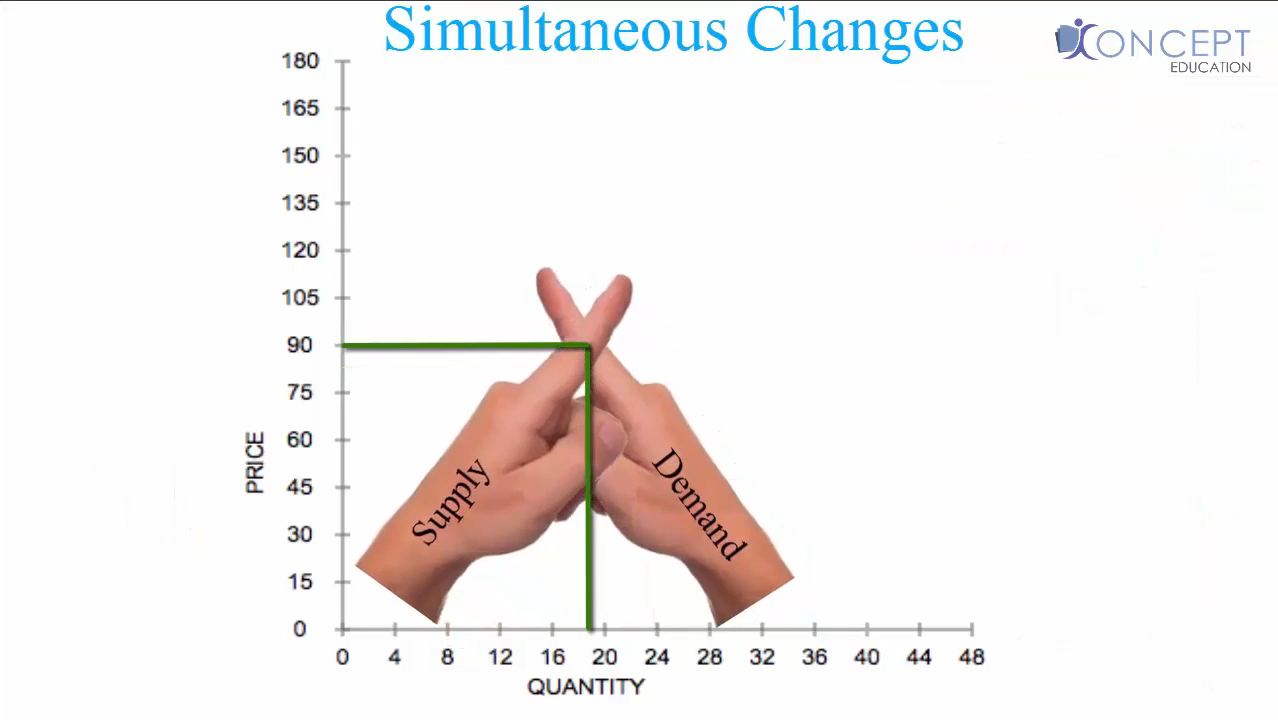 Simultaneous Changes
CONCEPT
EDUCATION
180
165
150
135
120
105
90
75
60
45
30
15
0
PRICE
Supply
Demand
0 4 8 12 16 20 24 28 32 36 40 44 48
QUANTITY